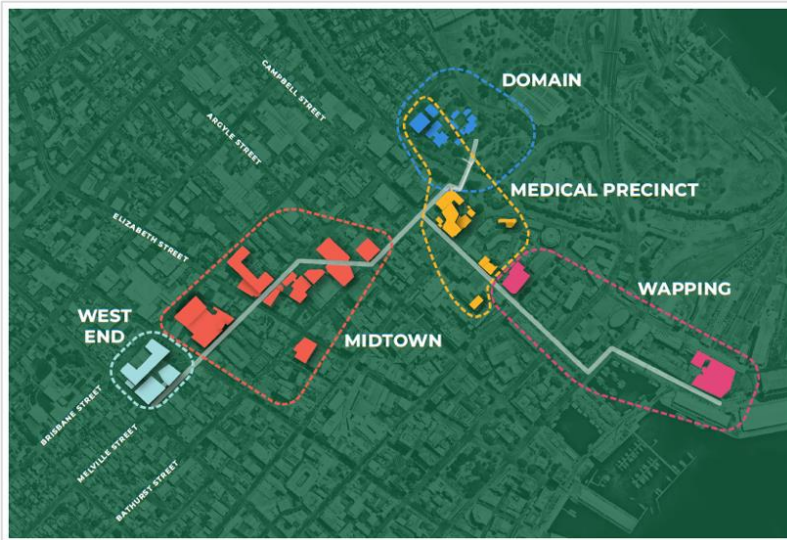 DOMAIN
CAMPBELL STREET
ARGYLE STREET
MEDICAL PRECINCT
ELIZABETH STREET
WAPPING
WEST
END
MIDTOWN
BRISBANE STREET
MELVILLE STREET
BATHURST STREET